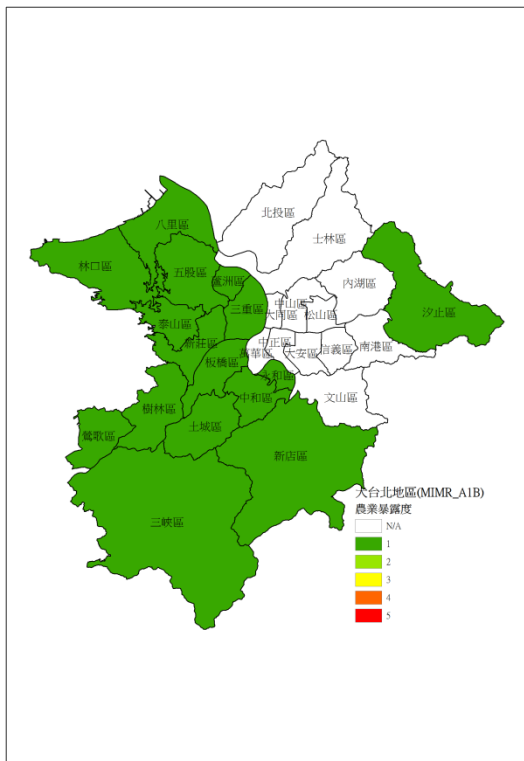 北投區
士林區
八里區
林口區
五股區
蘆洲區
內湖區
汐止區
三重區
中山區
大同區
松山區
泰山區
新莊區
中正區
萬華區
大安區
信義區
南港區
板橋區
永和區
中和區
文山區
樹林區
土城區
鶯歌區
新店區
三峽區
大台北地區(MIMR_A1B)
農業暴露度
N/A
1
2
3
4
5